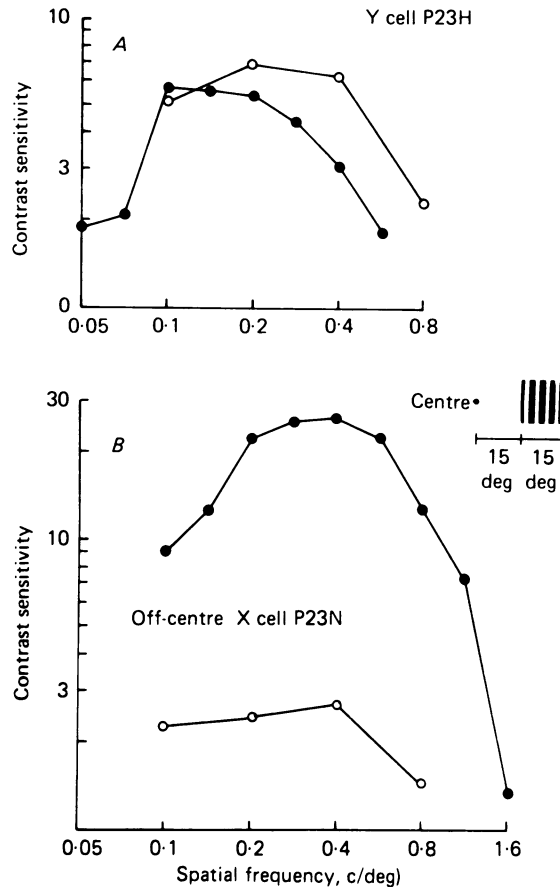 Y cell P23H
A
10
3
0
Contrast sensitivity
0·05 0·1 0·2 0·4 0·8
B
30
10
3
Contrast sensitivity
Centre
15 15
deg deg
Off-centre X cell P23N
0·05 0·1 0·2 0·4 0·8 1·6
Spatial frequency, c/deg)